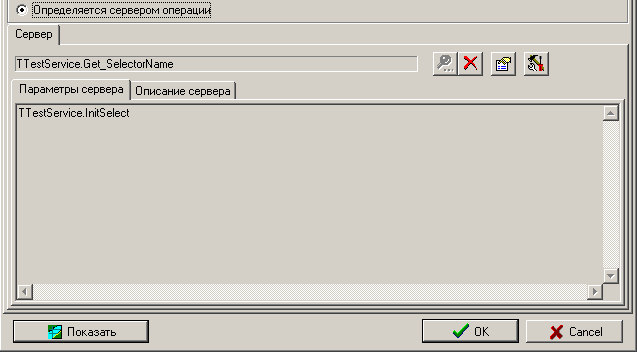 Определяется сервером операции
Сервер
TTestService.Get_SelectorName
Параметры сервера Описание сервера
TTestService.InitSelect
Показать OK Cancel